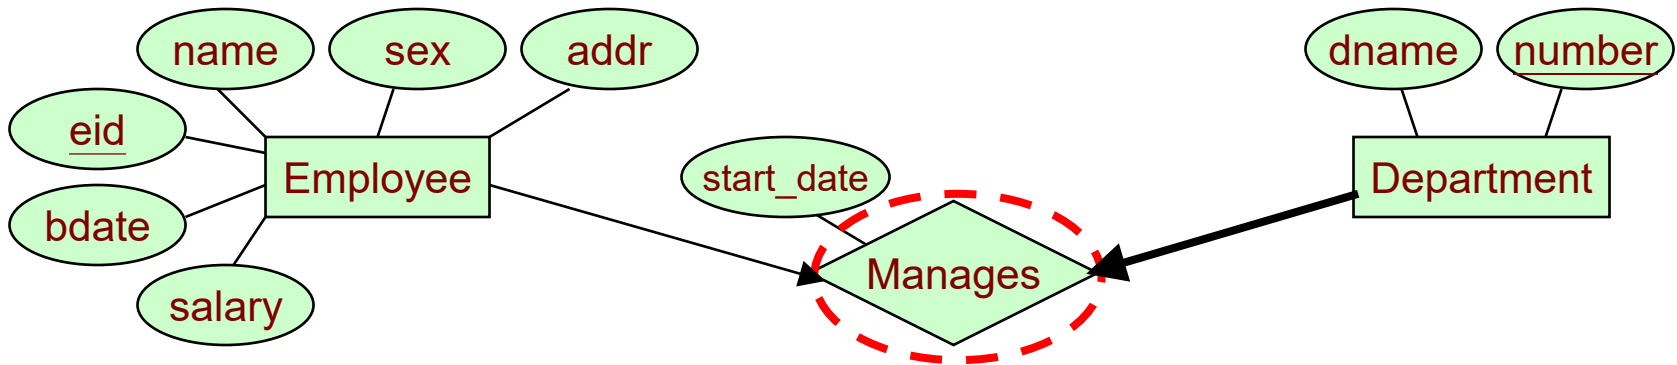 name
sex
addr
dname
number
eid
Employee
start_date
Department
bdate
Manages
salary